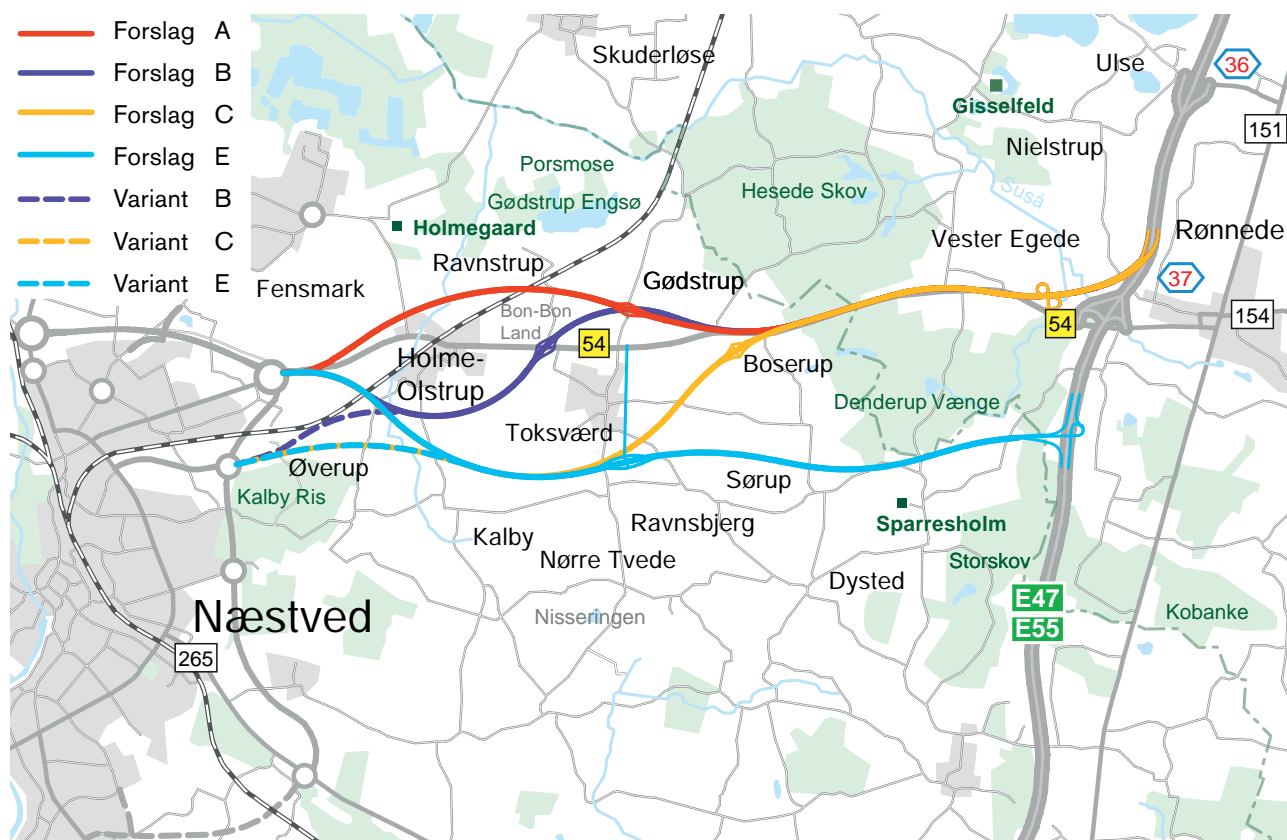 Forslag A
Forslag B
Forslag C
Forslag E
Variant B
Variant C
Variant E
Skuderløse
Ulse
36
Gisselfeld
151
Nielstrup
Porsmose
Gødstrup Engsø
Hesede Skov
Suså
Holmegaard
Ravnstrup
Vester Egede
Rønnede
Fensmark
Gødstrup
37
Bon-Bon
Land
54
54
154
Holme-
Olstrup
Boserup
Denderup Vænge
Toksværd
Øverup
Sørup
Kalby Ris
Sparresholm
Ravnsbjerg
Kalby
Nørre Tvede
Storskov
Dysted
Næstved
Nisseringen
E47
E55
Kobanke
265